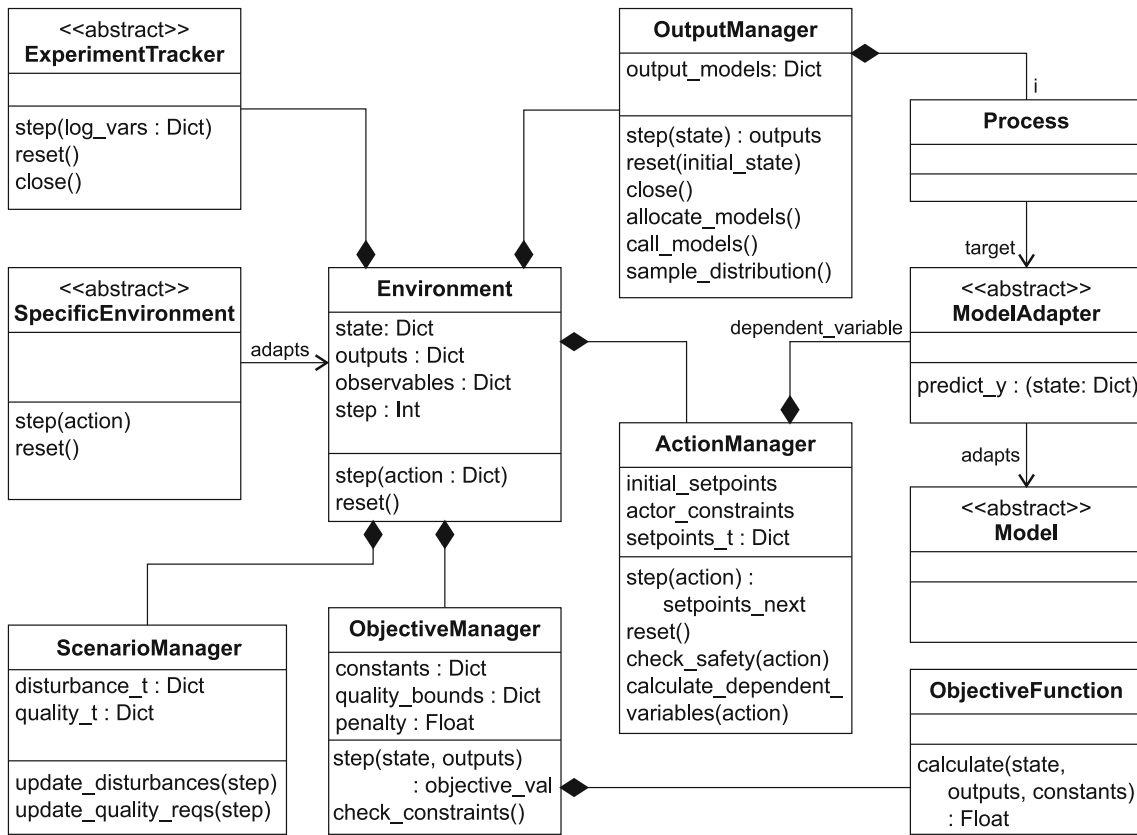 <<abstract>>
ExperimentTracker
step(log_vars : Dict)
reset()
close()
OutputManager
output_models: Dict
step(state) : outputs
reset(initial_state)
close()
allocate_models()
call_models()
sample_distribution()
i
Process
target
<<abstract>>
SpecificEnvironment
step(action)
reset()
adapts
Environment
state: Dict
outputs : Dict
observables : Dict
step : Int
step(action : Dict)
reset()
dependent_variable
<<abstract>>
ModelAdapter
predict_y : (state: Dict)
adapts
ActionManager
initial_setpoints
actor_constraints
setpoints_t : Dict
step(action) :
setpoints_next
reset()
check_safety(action)
calculate_dependent_
variables(action)
<<abstract>>
Model
ScenarioManager
disturbance_t : Dict
quality_t : Dict
update_disturbances(step)
update_quality_reqs(step)
ObjectiveManager
constants : Dict
quality_bounds : Dict
penalty : Float
step(state, outputs)
: objective_val
check_constraints()
ObjectiveFunction
calculate(state,
outputs, constants)
: Float